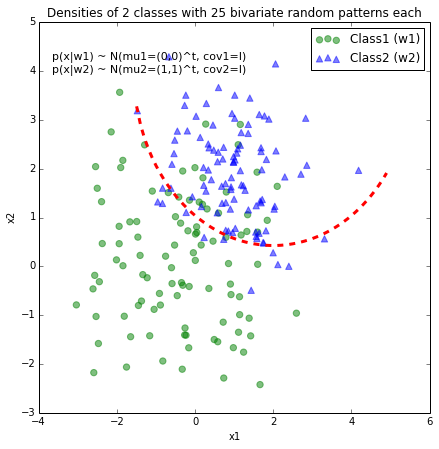 Densities of 2 classes with 25 bivariate random patterns each
p(x|w1) ~ N(mu1=(0,0)^t, cov1=I)
p(x|w2) ~ N(mu2=(1,1)^t, cov2=I)
Class1 (w1)
Class2 (w2)
x2
5
4
3
2
1
0
−1
−2
−3
−4
−2
0
2
4
6
x1